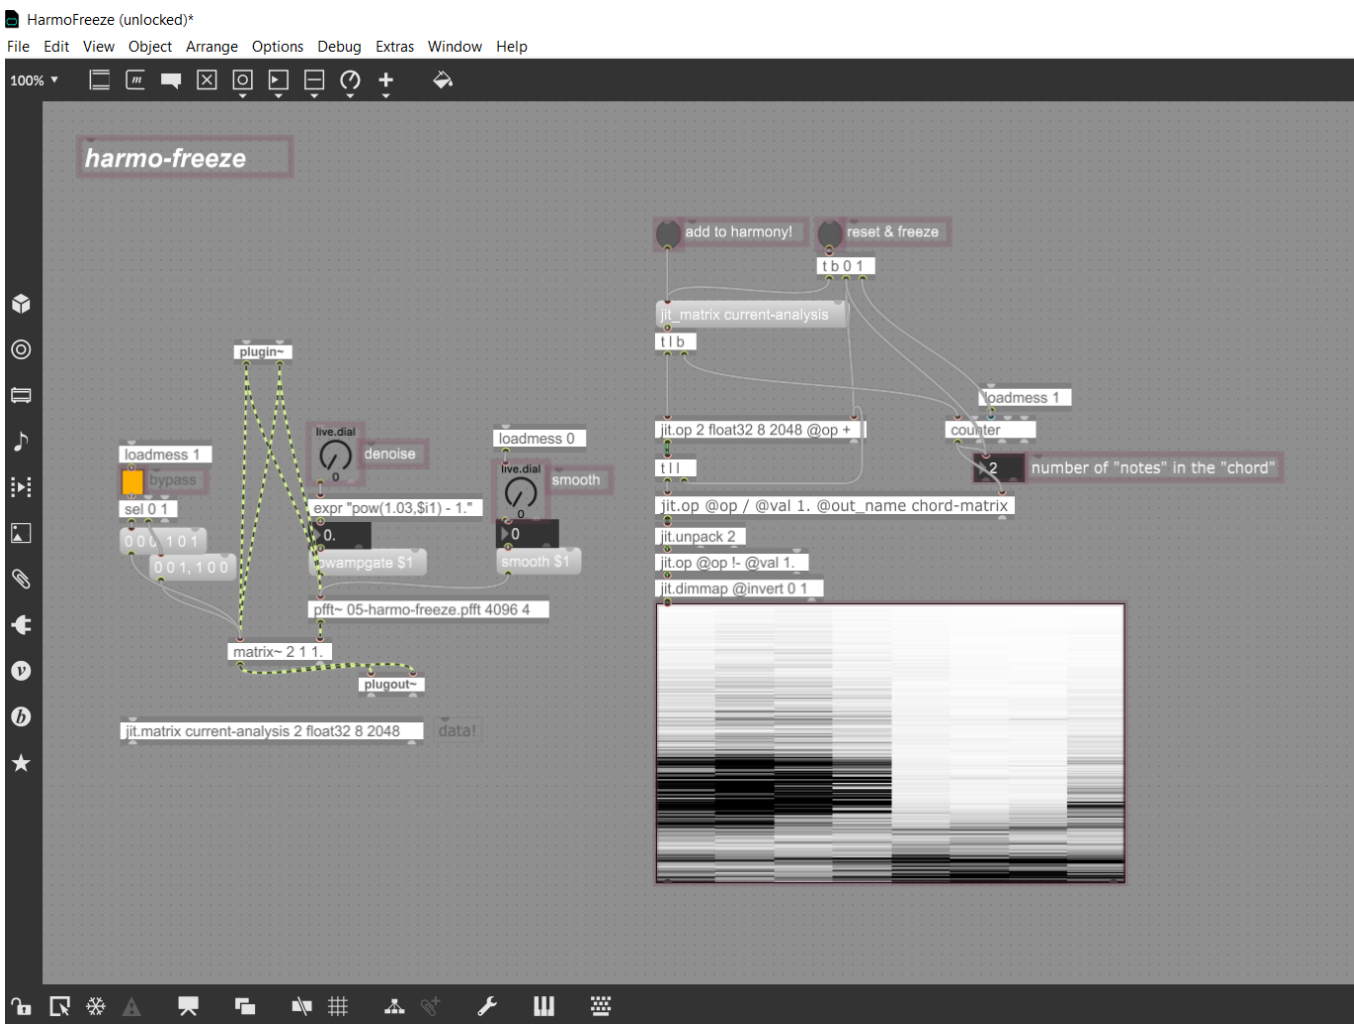 HarmoFreeze (unlocked)*
File Edit View Object Arrange Options Debug Extras Window Help
100%
harmo-freeze
add to harmony!
reset & freeze
t b 0 1
jit_matrix current-analysis
t l b
plugin~
loadmess 1
counter
jit.op 2 float32 8 2048 @op +
2
number of "notes" in the "chord"
t l l
jit.op @op / @val 1. @out_name chord-matrix
jit.unpack 2
jit.op @op !- @val 1.
jit.dimmap @invert 0 1
live.dial
0
denoise
loadmess 0
live.dial
0
smooth
loadmess 1
bypass
sel 0 1
expr "pow(1.03,$i1) - 1."
0.
0
0 0 1, 1 0 0
smooth $1
pfft~ 05-harmo-freeze.pfft 4096 4
matrix~ 2 1 1.
plugout~
jit.matrix current-analysis 2 float32 8 2048
data!